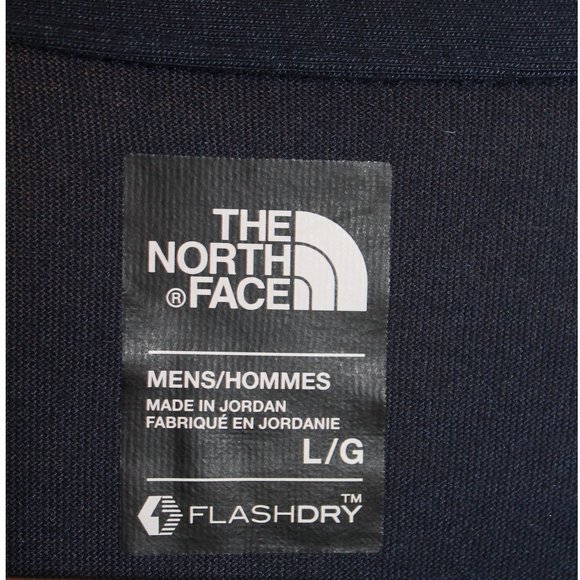 THE
NORTH
® FACE
MENS/HOMMES
MADE IN JORDAN
FABRIQUÉ EN JORDANIE
L/G
FLASHDRY™